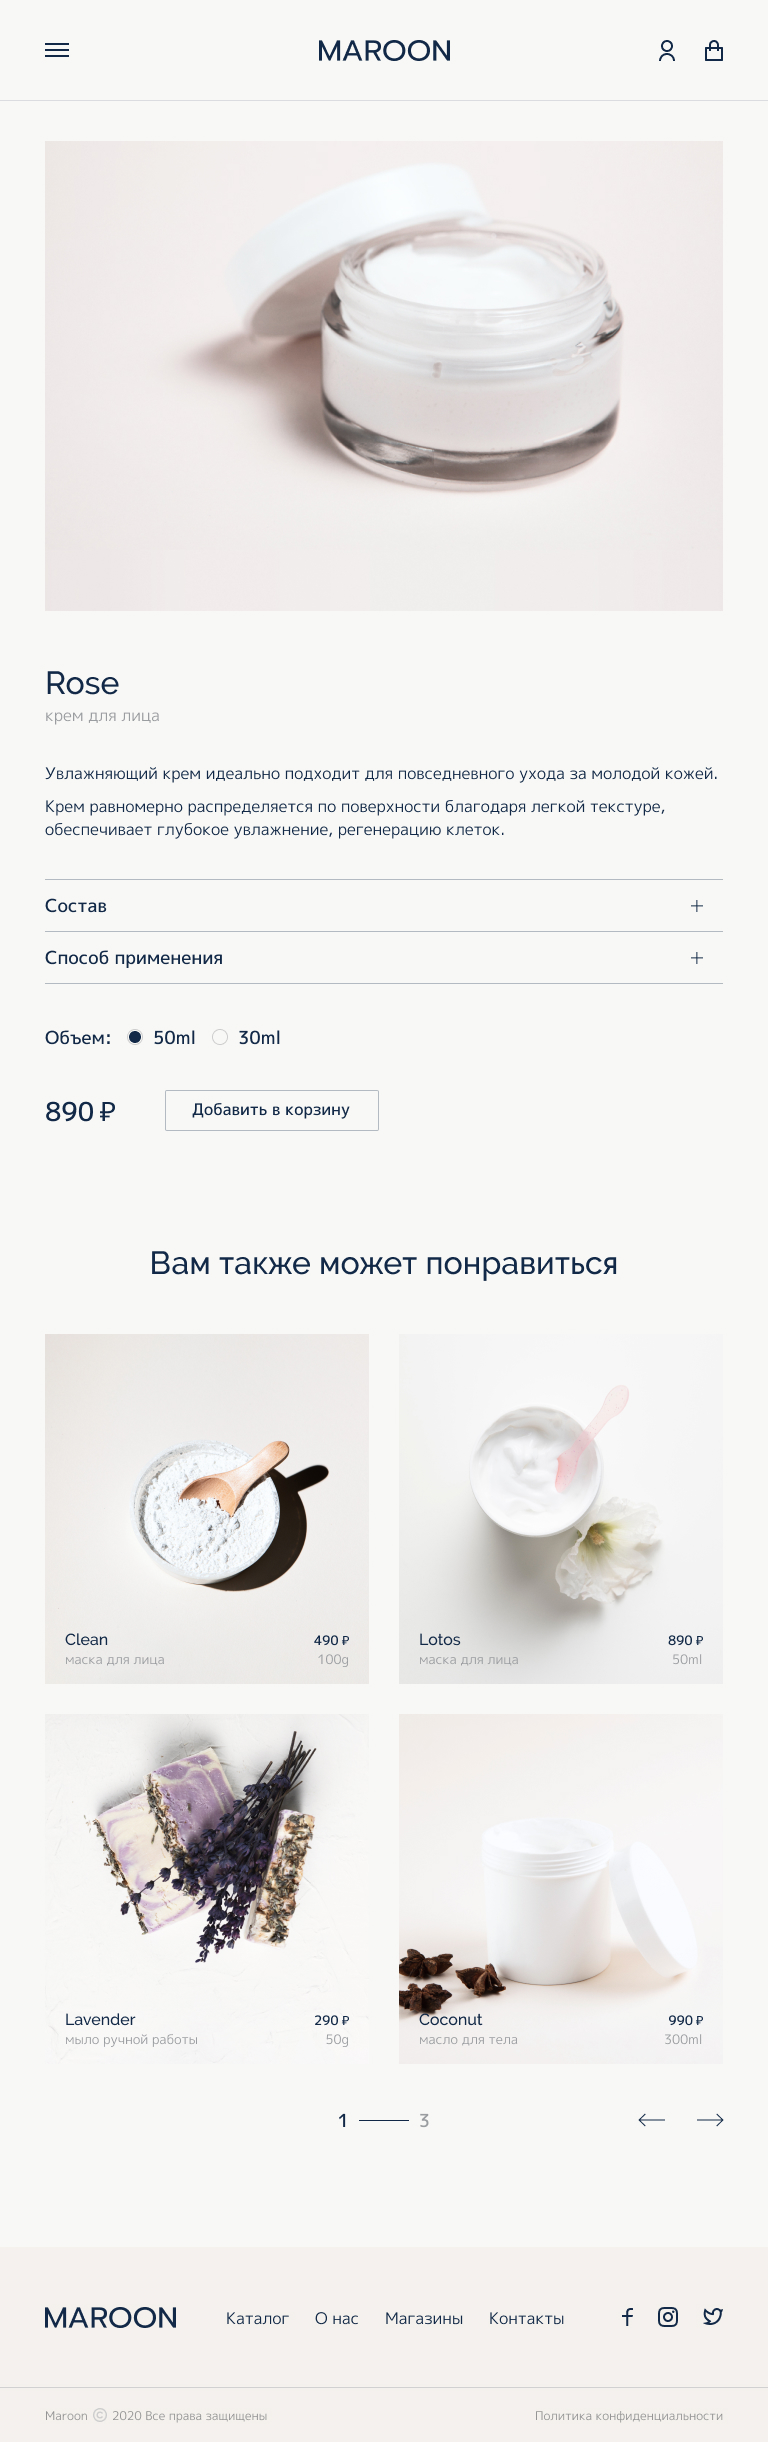 MAROON
Rose
крем для лица
Увлажняющий крем идеально подходит для повседневного ухода за молодой кожей.
Крем равномерно распределяется по поверхности благодаря легкой текстуре,
обеспечивает глубокое увлажнение, регенерацию клеток.
Состав +
Способ применения +
Объем: 50ml 30ml
890 ₽ Добавить в корзину
Вам также может понравиться
Clean 490 ₽
маска для лица 100g
Lotos 890 ₽
маска для лица 50ml
Lavender 290 ₽
мыло ручной работы 50g
Coconut 990 ₽
масло для тела 300ml
1 3
MAROON Каталог О нас Магазины Контакты
Maroon © 2020 Все права защищены Политика конфиденциальности